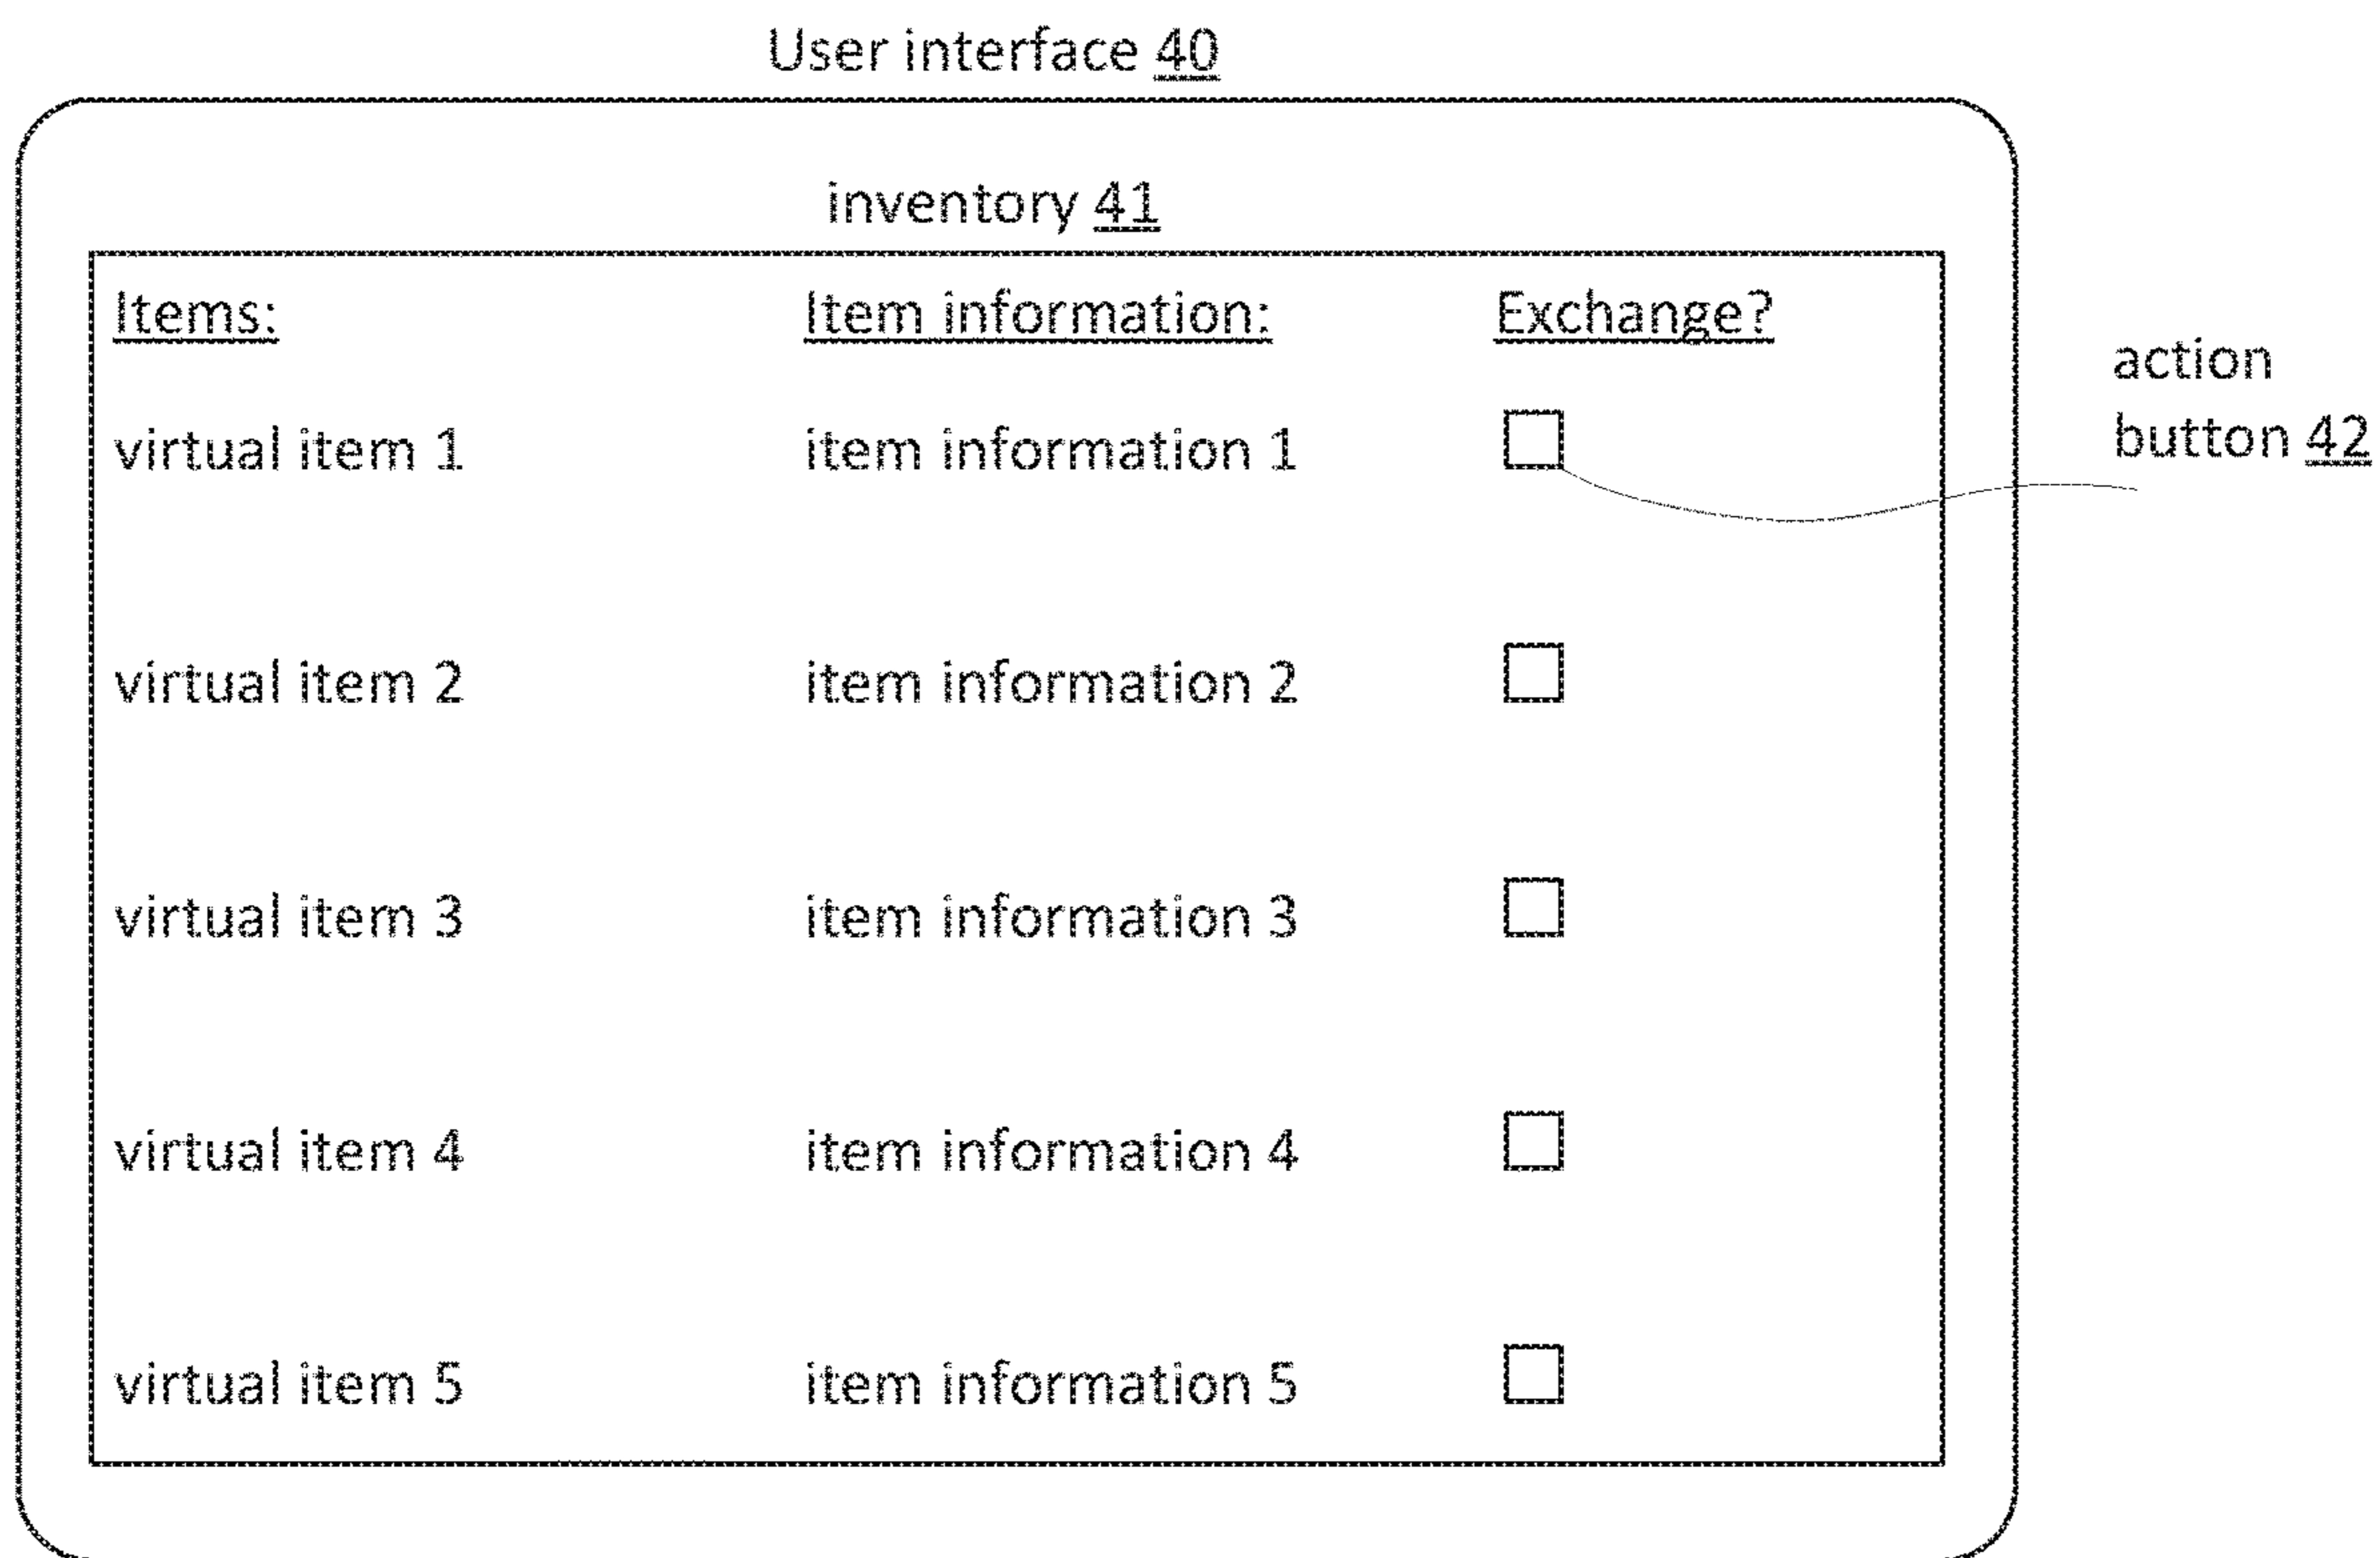 User interface 40
inventory 41
Items: Item information: Exchange?
action
button 42
virtual item 1 item information 1
virtual item 2 item information 2
virtual item 3 item information 3
virtual item 4 item information 4
virtual item 5 item information 5